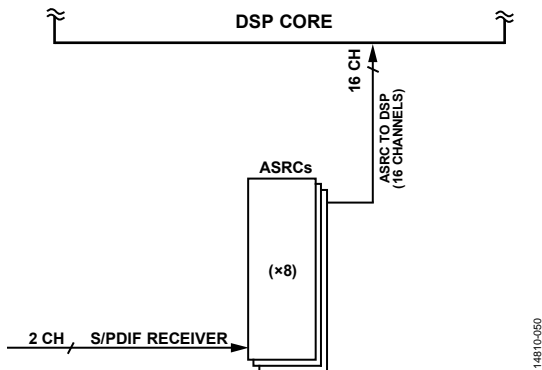 DSP CORE
16 CH
ASRC TO DSP
(16 CHANNELS)
ASRCs
(×8)
2 CH
S/PDIF RECEIVER
14810-050